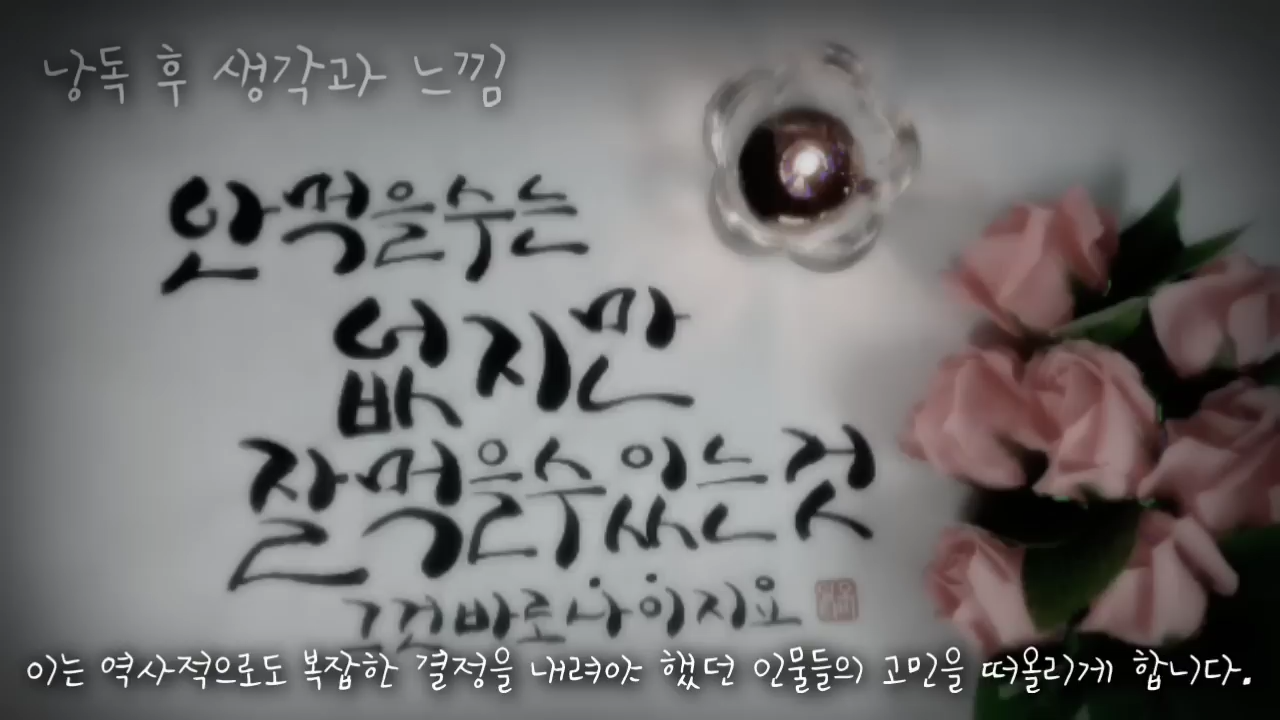 낭독 후 생각과 느낌
안먹을수는
없지만
잘먹을수있는것
그건바로나이지요
이는 역사적으로도 복잡한 결정을 내려야 했던 인물들의 고민을 떠올리게 합니다.